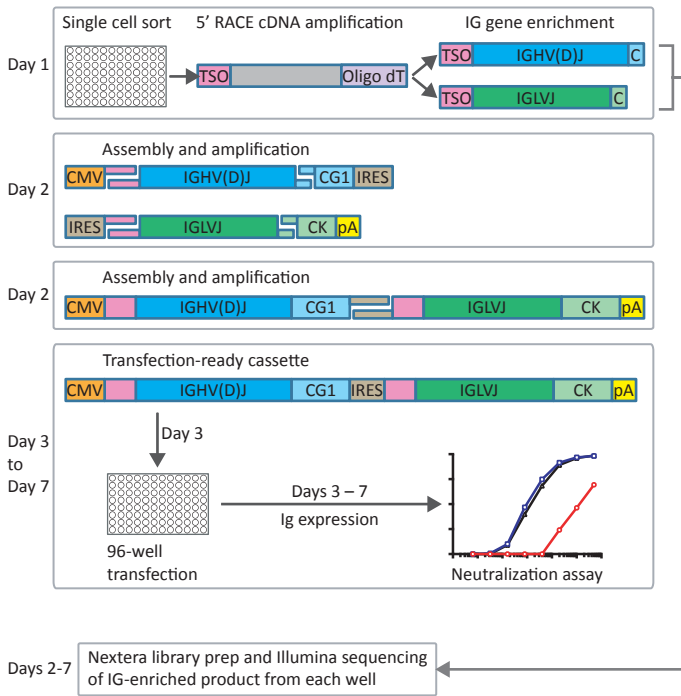 Single cell sort
5' RACE cDNA amplification
IG gene enrichment
Day 1
TSO
Oligo dT
TSO
IGHV(D)J
C
TSO
IGLVJ
C
Day 2
Assembly and amplification
CMV
IGHV(D)J
CG1
IRES
IRES
IGLVJ
CK
pA
Day 2
Assembly and amplification
CMV
IGHV(D)J
CG1
IGLVJ
CK
pA
Day 3
to
Day 7
Transfection-ready cassette
CMV
IGHV(D)J
CG1
IRES
IGLVJ
CK
pA
Day 3
96-well
transfection
Days 3 – 7
Ig expression
Neutralization assay
Days 2-7
Nextera library prep and Illumina sequencing
of IG-enriched product from each well